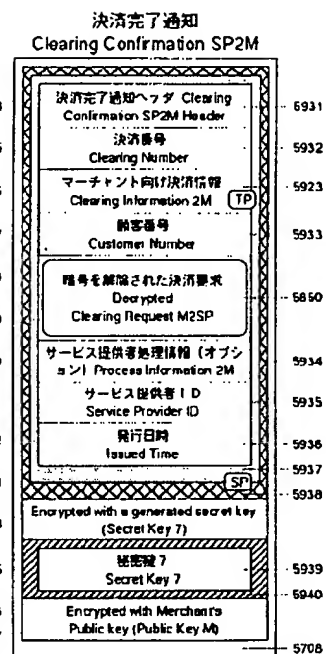 決済完了通知
Clearing Confirmation SP2M
決済完了通知ヘッダ Clearing
Confirmation SP2M Header
5931
決済番号
Clearing Number
5932
マーチャント向け決済情報
Clearing Information 2M
TP
5923
顧客番号
Customer Number
5933
暗号を解除された決済要求
Decrypted
Clearing Request M2SP
5850
サービス提供者処理情報（オプシ
ョン）Process Information 2M
5934
サービス提供者ＩＤ
Service Provider ID
5935
発行日時
Issued Time
5936
5937
SP
5938
Encrypted with a generated secret key
(Secret Key 7)
秘密鍵 7
Secret Key 7
5939
5940
Encrypted with Merchant's
Public key (Public Key M)
5708